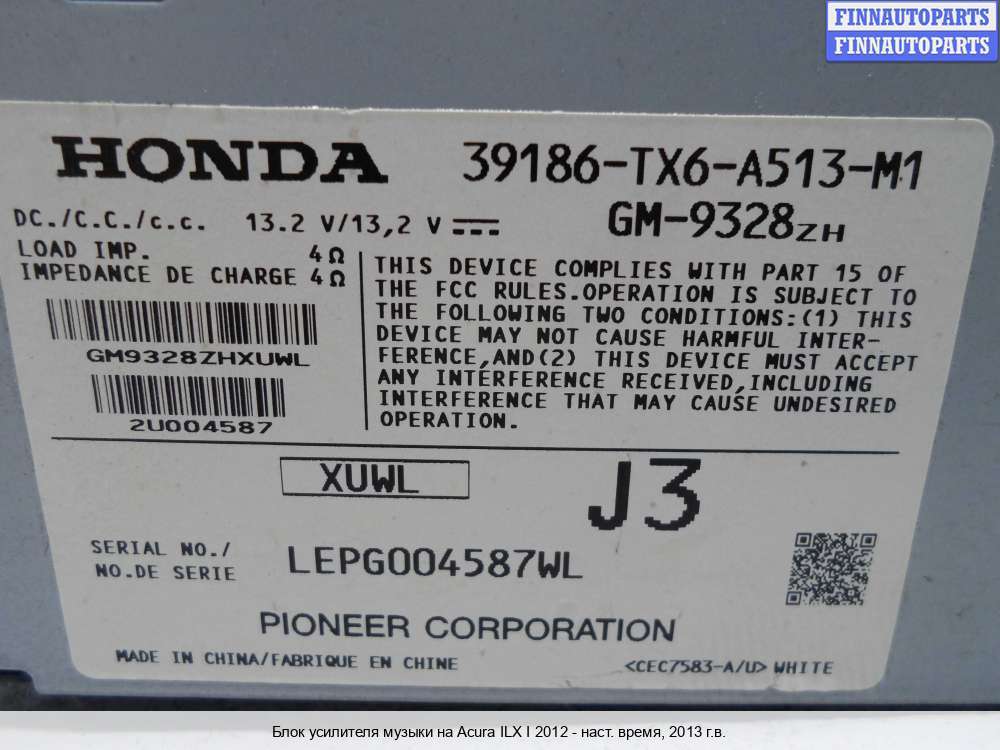 FINNAUTOPARTS
FINNAUTOPARTS
HONDA 39186-TX6-A513-M1
DC./C.C./c.c. 13.2 V/13,2 V
GM-9328ZH
LOAD IMP. 4Ω
IMPEDANCE DE CHARGE 4Ω
GM9328ZHXUWL
2U004587
THIS DEVICE COMPLIES WITH PART 15 OF
THE FCC RULES.OPERATION IS SUBJECT TO
THE FOLLOWING TWO CONDITIONS:(1) THIS
DEVICE MAY NOT CAUSE HARMFUL INTER-
FERENCE,AND(2) THIS DEVICE MUST ACCEPT
ANY INTERFERENCE RECEIVED,INCLUDING
INTERFERENCE THAT MAY CAUSE UNDESIRED
OPERATION.
XUWL
J3
SERIAL NO./
NO.DE SERIE
LEPG004587WL
PIONEER CORPORATION
MADE IN CHINA/FABRIQUE EN CHINE
<CEC7583-A/U> WHITE
Блок усилителя музыки на Acura ILX I 2012 - наст. время, 2013 г.в.